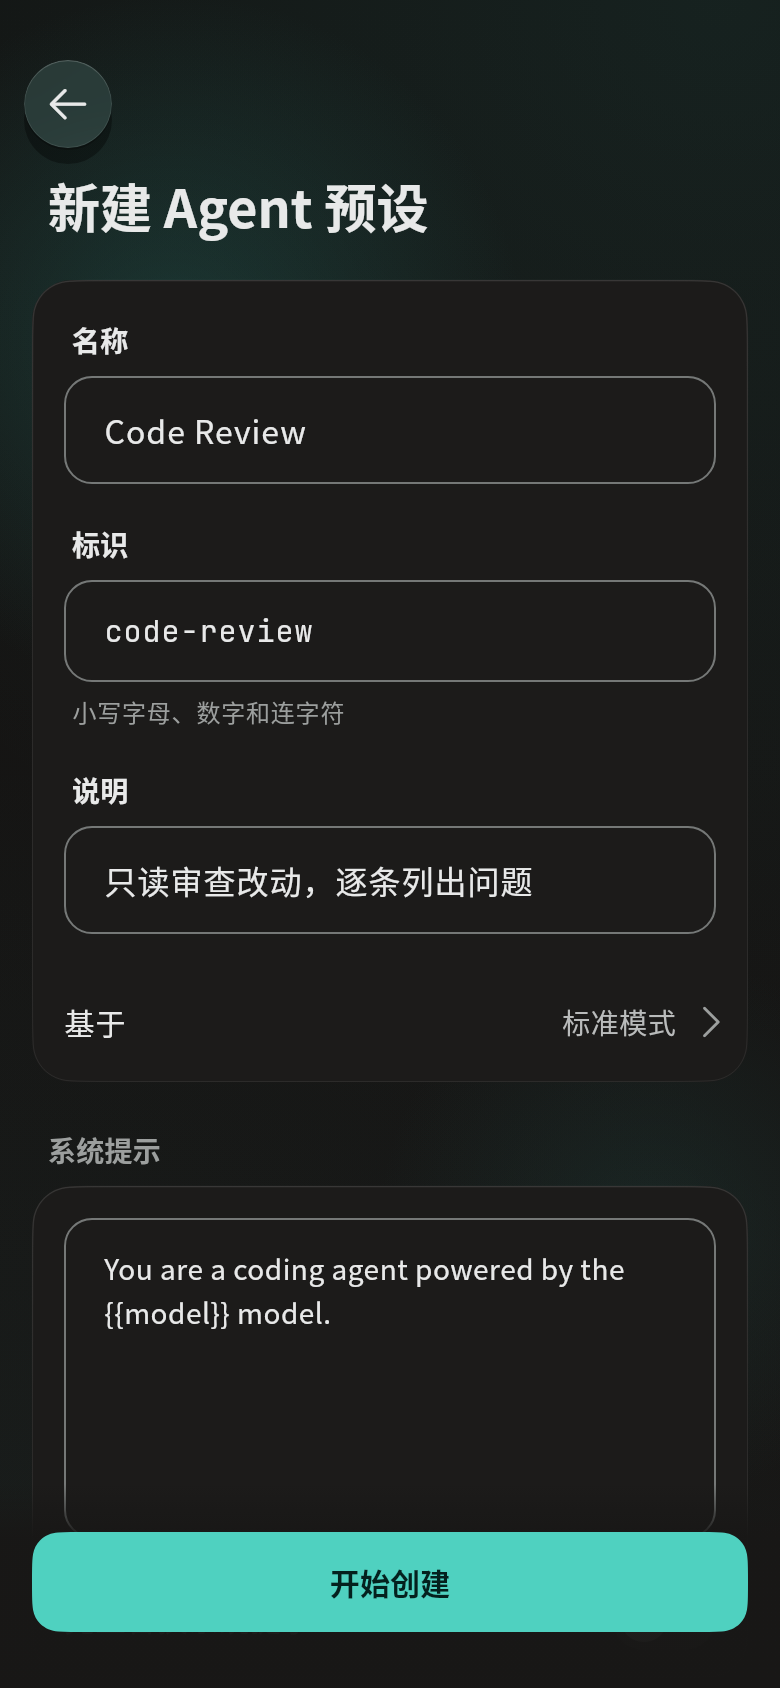 新建 Agent 预设
名称
Code Review
标识
code-review
小写字母、数字和连字符
说明
只读审查改动，逐条列出问题
基于 标准模式
系统提示
You are a coding agent powered by the
{{model}} model.
开始创建